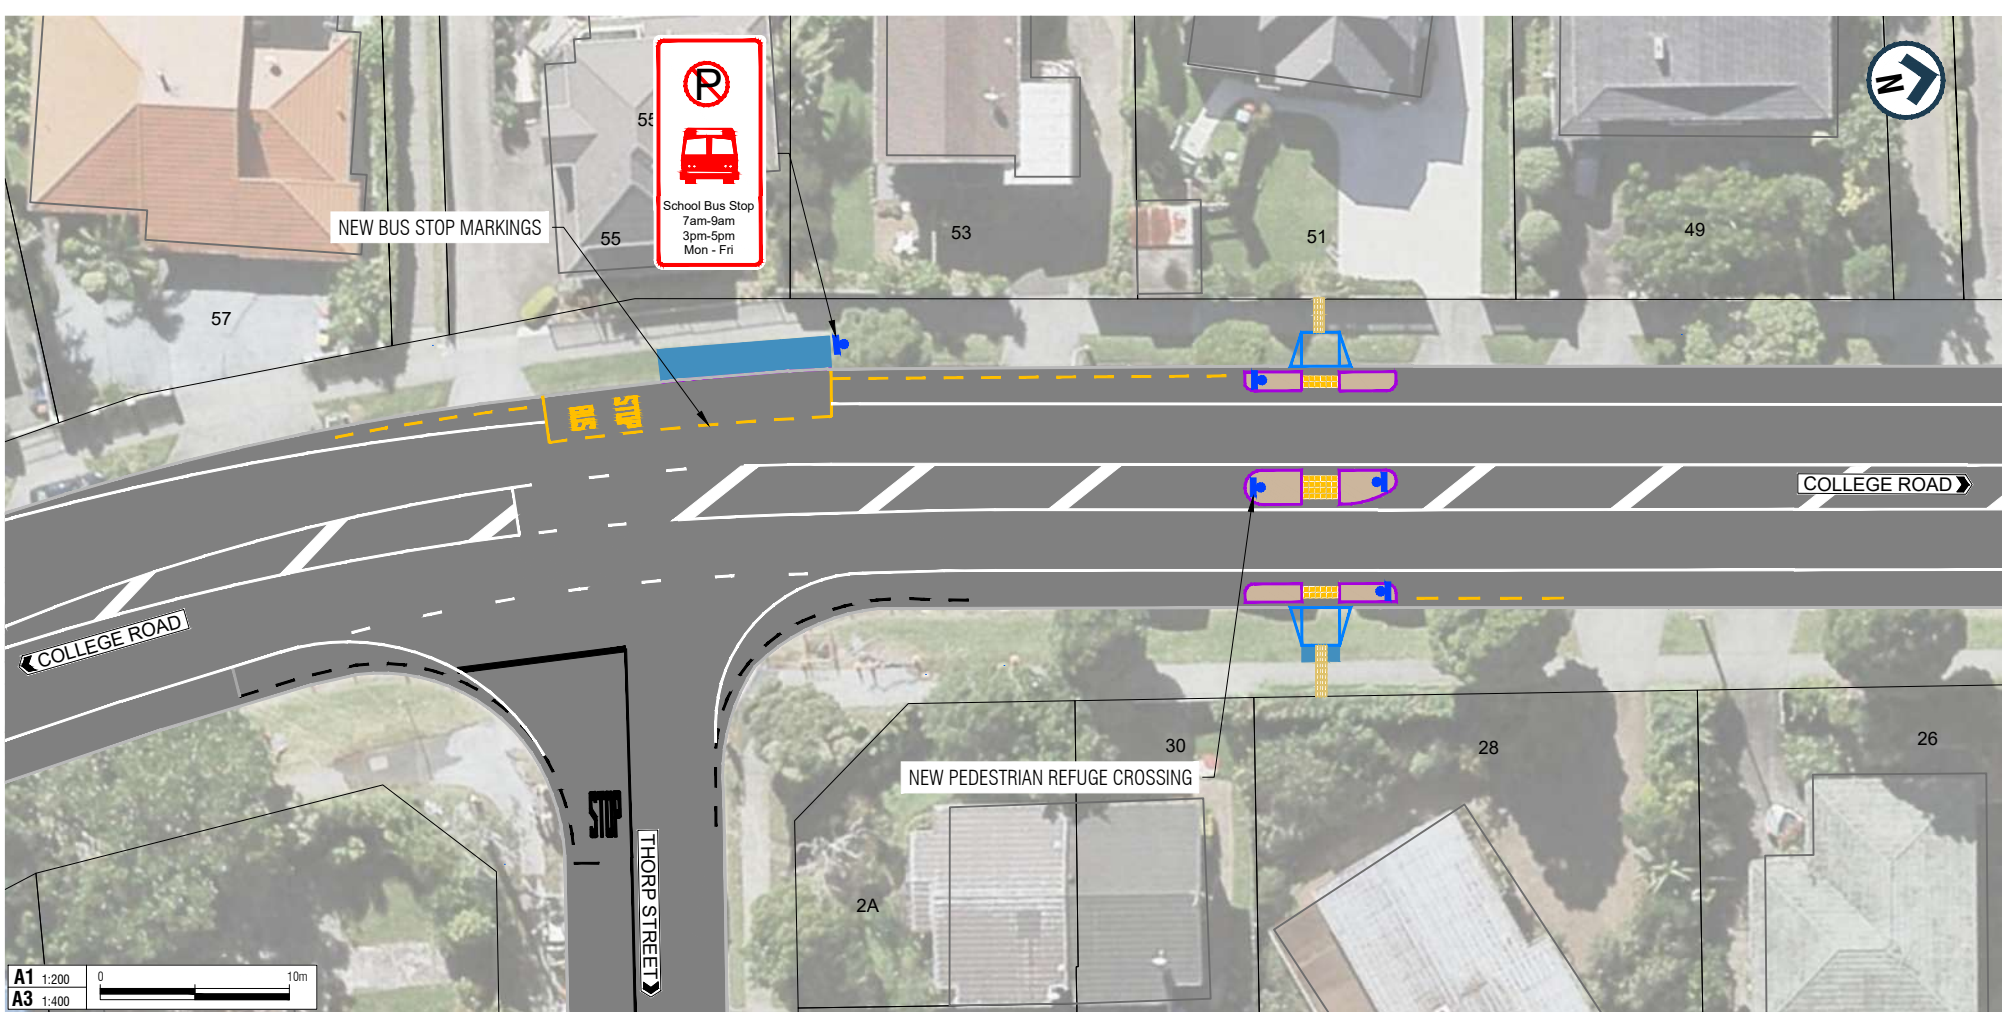 P
School Bus Stop
7am-9am
3pm-5pm
Mon - Fri
N
55
NEW BUS STOP MARKINGS
55
53
51
49
57
BUS STOP
COLLEGE ROAD
COLLEGE ROAD
30
28
26
NEW PEDESTRIAN REFUGE CROSSING
STOP
THORP STREET
2A
A1 1:200
A3 1:400
0 10m